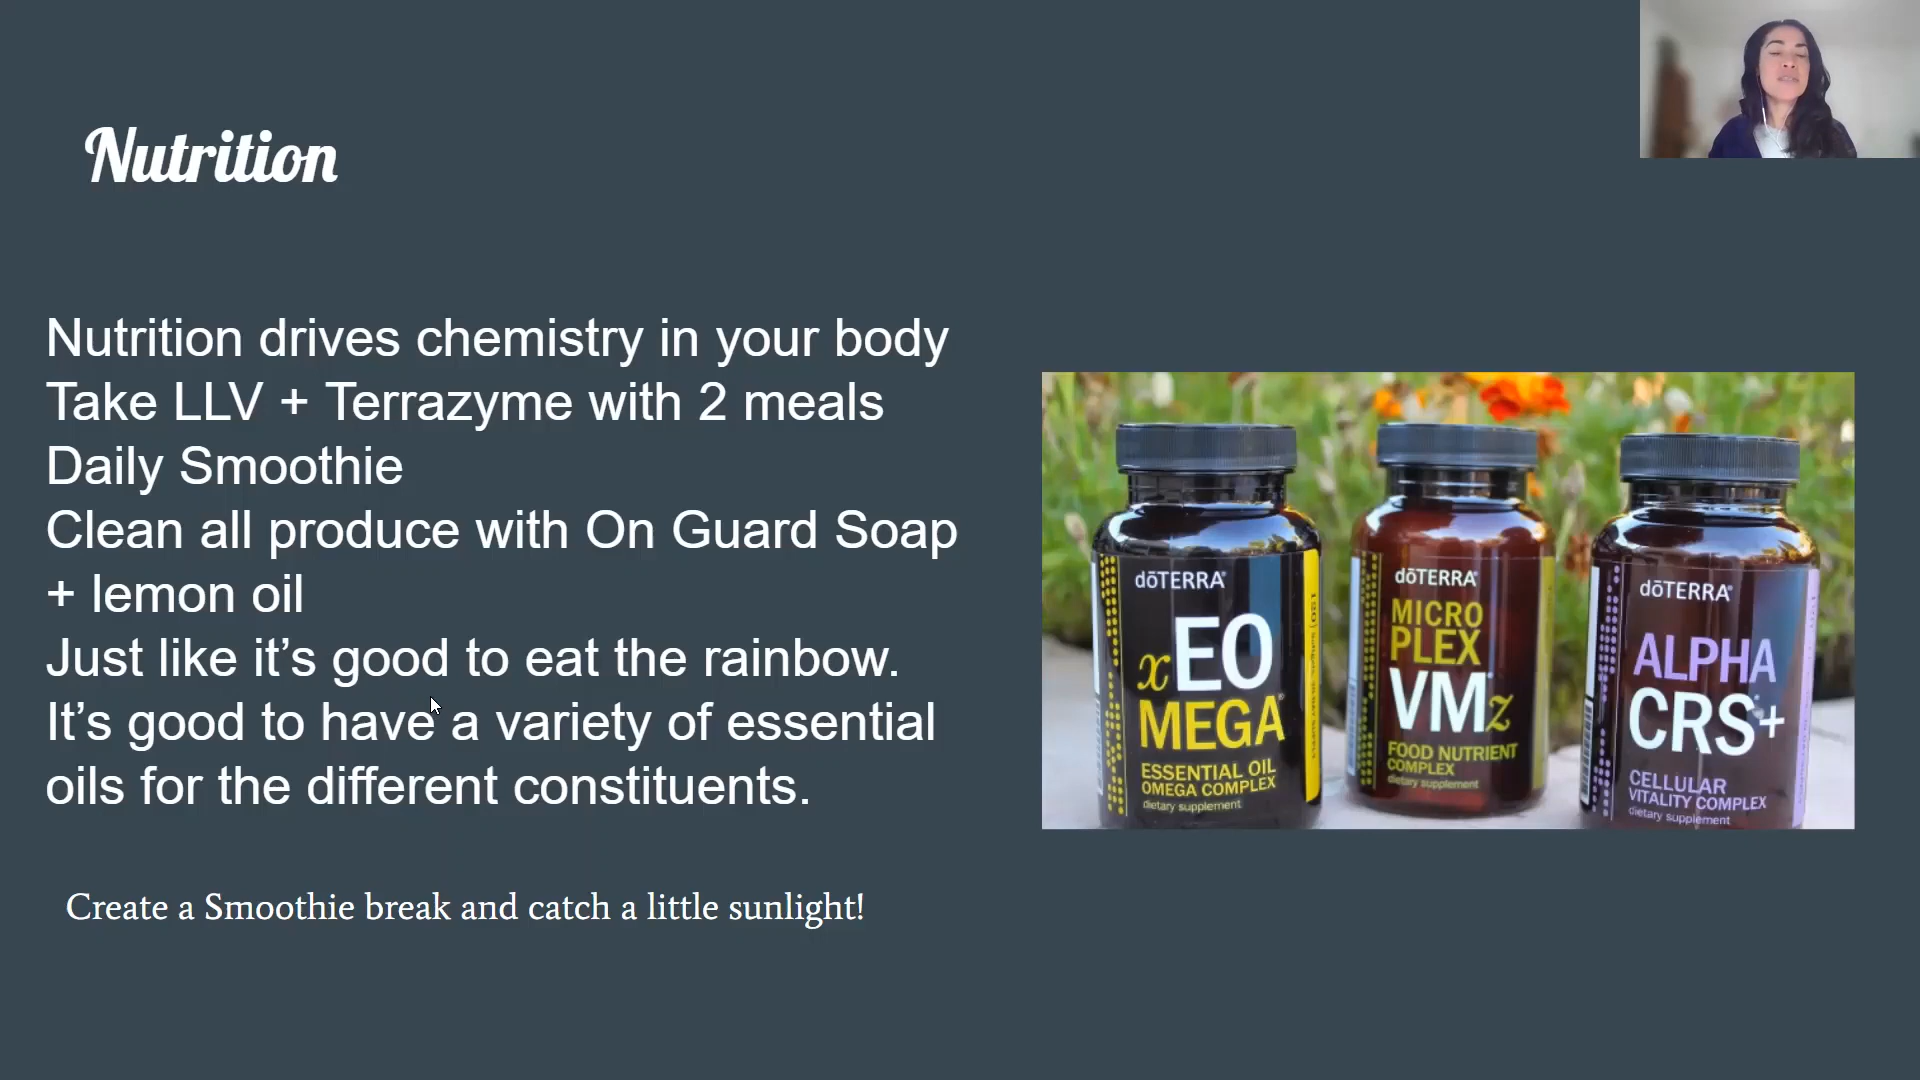 Nutrition
Nutrition drives chemistry in your body
Take LLV + Terrazyme with 2 meals
Daily Smoothie
Clean all produce with On Guard Soap
+ lemon oil
Just like it’s good to eat the rainbow.
It’s good to have a variety of essential
oils for the different constituents.
Create a Smoothie break and catch a little sunlight!
dōTERRA®
xEO
MEGA®
ESSENTIAL OIL
OMEGA COMPLEX
dietary supplement
dōTERRA®
MICRO
PLEX
VMz
FOOD NUTRIENT
COMPLEX
dietary supplement
dōTERRA®
ALPHA
CRS®+
CELLULAR
VITALITY COMPLEX
dietary supplement